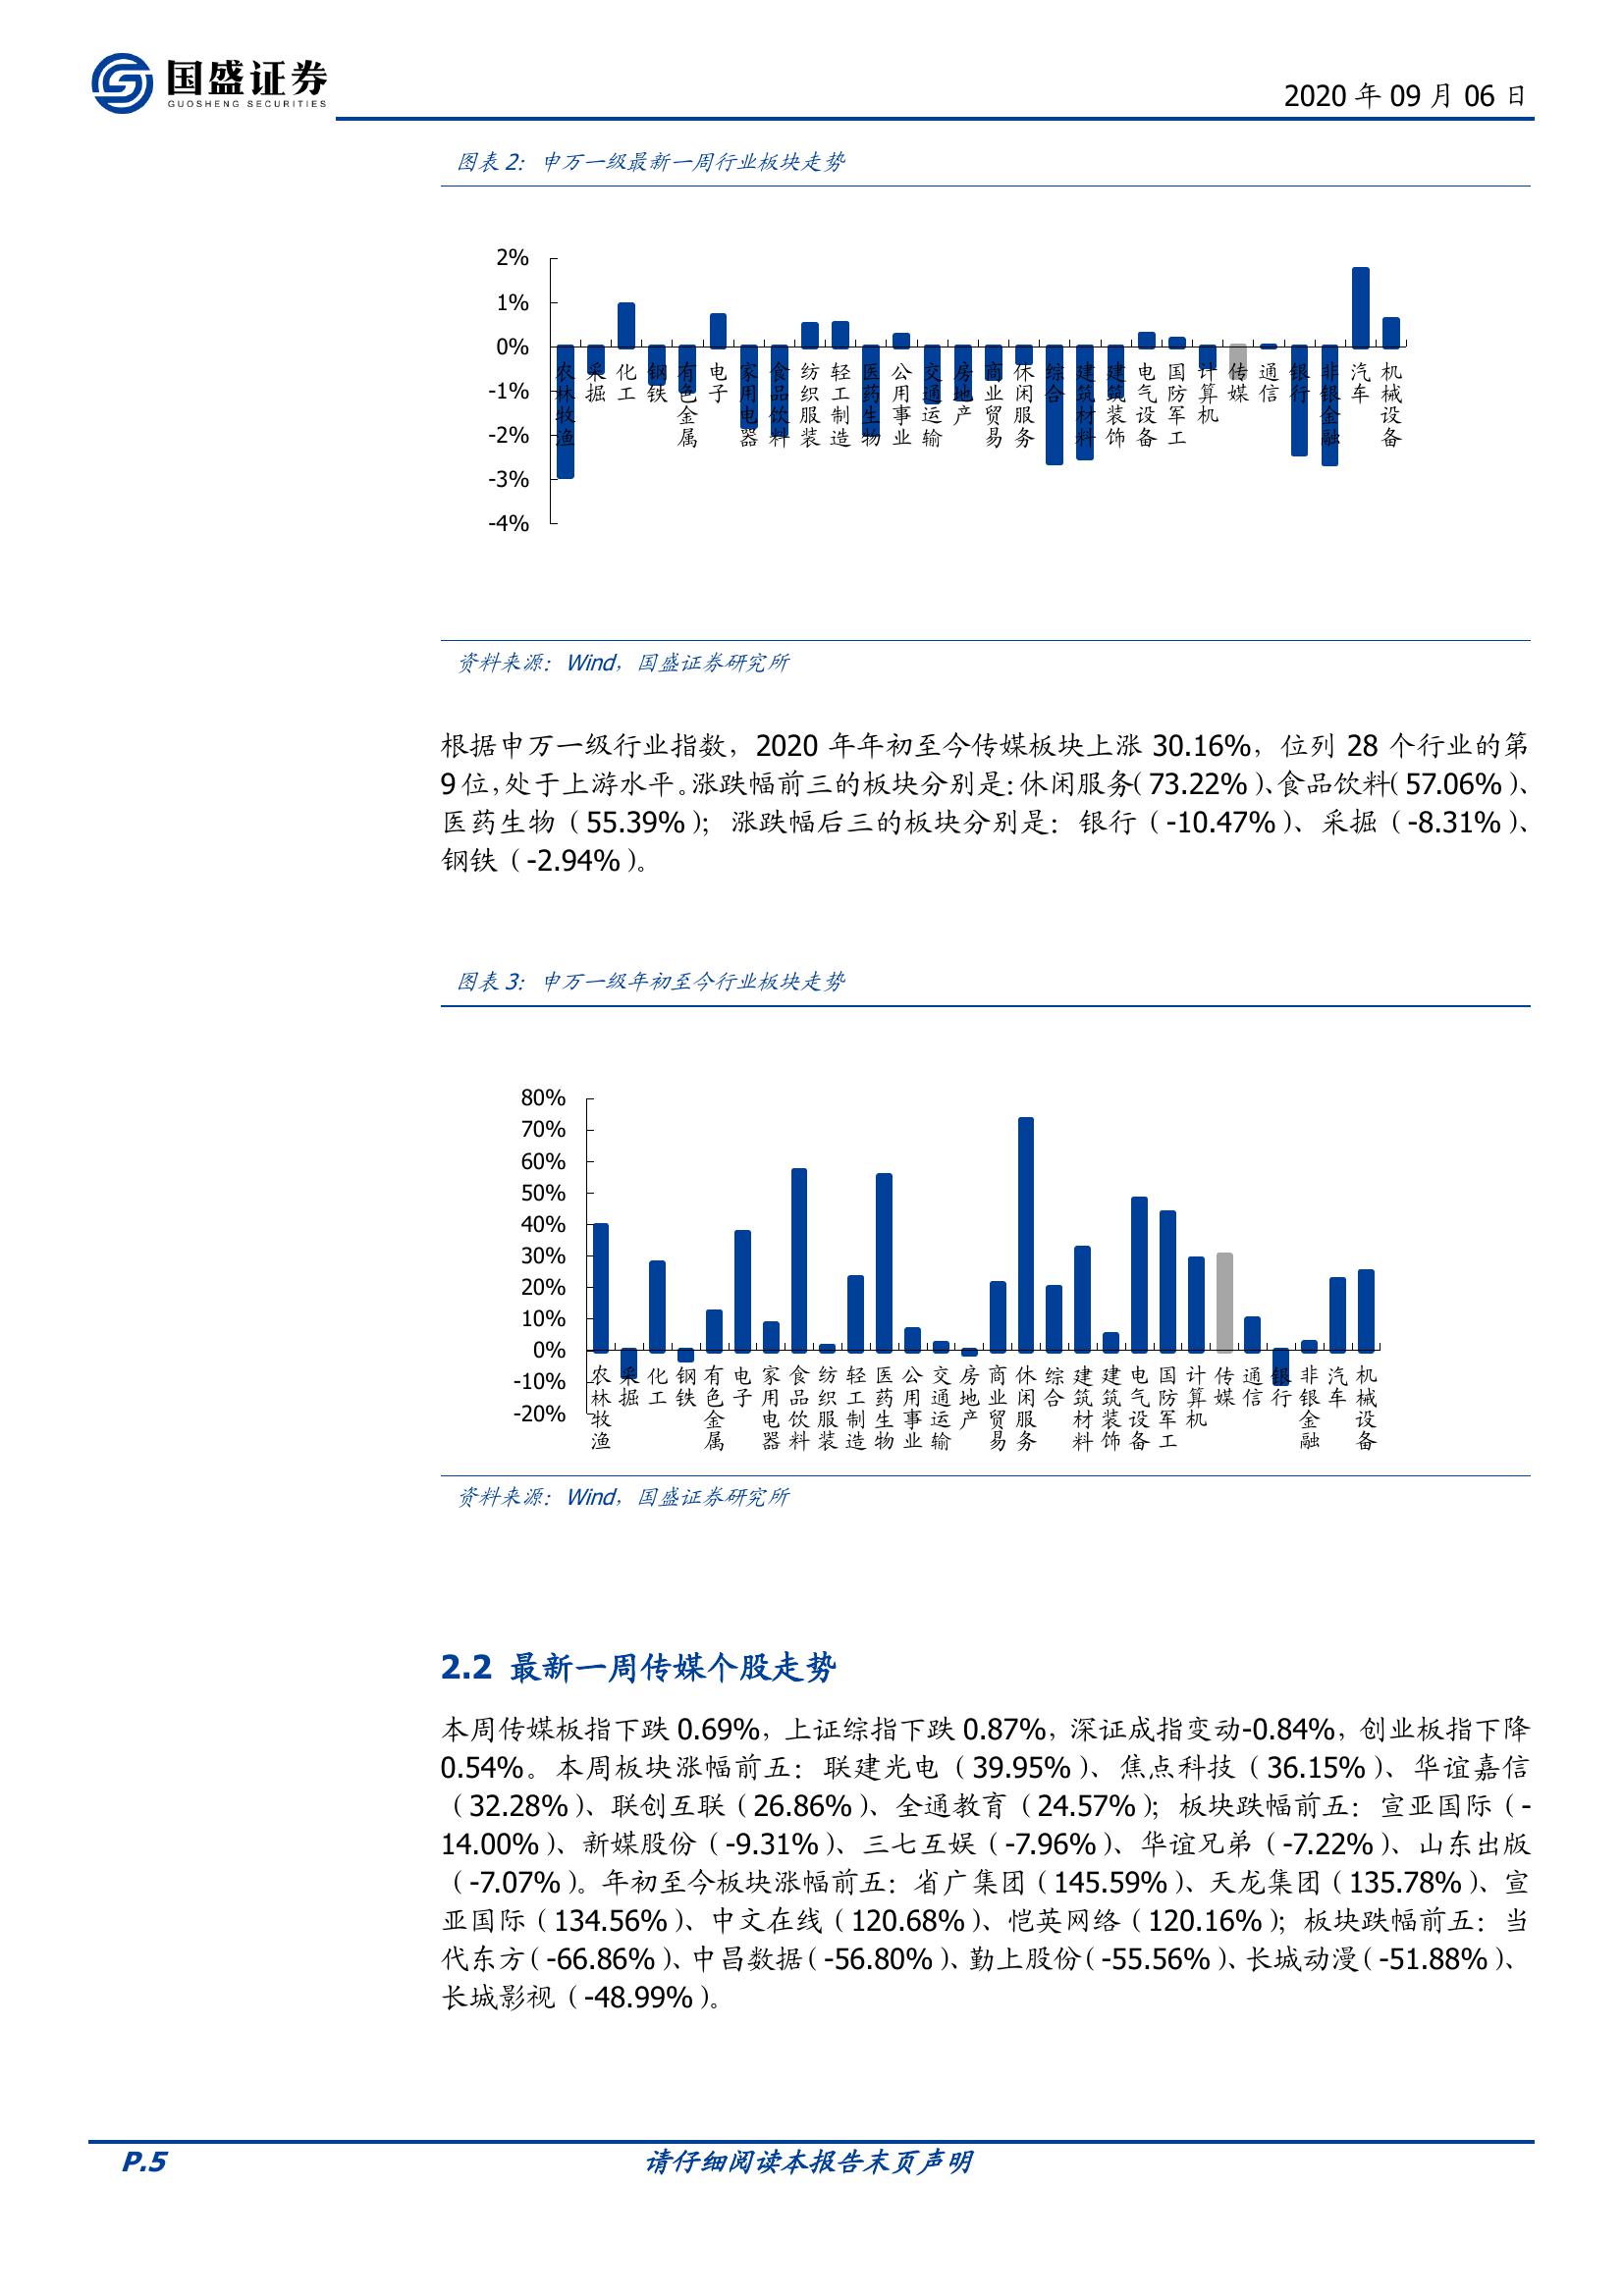 国盛证券
GUOSHENG SECURITIES
2020 年 09 月 06 日
图表 2： 申万一级最新一周行业板块走势
2%
1%
0%
-1%
-2%
-3%
-4%
农林牧渔
采掘
化工
钢铁
有色金属
电子
家用电器
食品饮料
纺织服装
轻工制造
医药生物
公用事业
交通运输
房地产
商业贸易
休闲服务
综合
建筑材料
建筑装饰
电气设备
国防军工
计算机
传媒
通信
银行
非银金融
汽车
机械设备
资料来源：Wind，国盛证券研究所
根据申万一级行业指数，2020 年年初至今传媒板块上涨 30.16%，位列 28 个行业的第
9 位，处于上游水平。涨跌幅前三的板块分别是：休闲服务（73.22%）、食品饮料（57.06%）、
医药生物（55.39%）；涨跌幅后三的板块分别是：银行（-10.47%）、采掘（-8.31%）、
钢铁（-2.94%）。
图表 3： 申万一级年初至今行业板块走势
80%
70%
60%
50%
40%
30%
20%
10%
0%
-10%
-20%
农林牧渔
采掘
化工
钢铁
有色金属
电子
家用电器
食品饮料
纺织服装
轻工制造
医药生物
公用事业
交通运输
房地产
商业贸易
休闲服务
综合
建筑材料
建筑装饰
电气设备
国防军工
计算机
传媒
通信
银行
非银金融
汽车
机械设备
资料来源：Wind，国盛证券研究所
2.2 最新一周传媒个股走势
本周传媒板指下跌 0.69%，上证综指下跌 0.87%，深证成指变动-0.84%，创业板指下降
0.54%。本周板块涨幅前五：联建光电（39.95%）、焦点科技（36.15%）、华谊嘉信
（32.28%）、联创互联（26.86%）、全通教育（24.57%）；板块跌幅前五：宣亚国际（-
14.00%）、新媒股份（-9.31%）、三七互娱（-7.96%）、华谊兄弟（-7.22%）、山东出版
（-7.07%）。年初至今板块涨幅前五：省广集团（145.59%）、天龙集团（135.78%）、宣
亚国际（134.56%）、中文在线（120.68%）、恺英网络（120.16%）；板块跌幅前五：当
代东方（-66.86%）、中昌数据（-56.80%）、勤上股份（-55.56%）、长城动漫（-51.88%）、
长城影视（-48.99%）。
P.5
请仔细阅读本报告末页声明